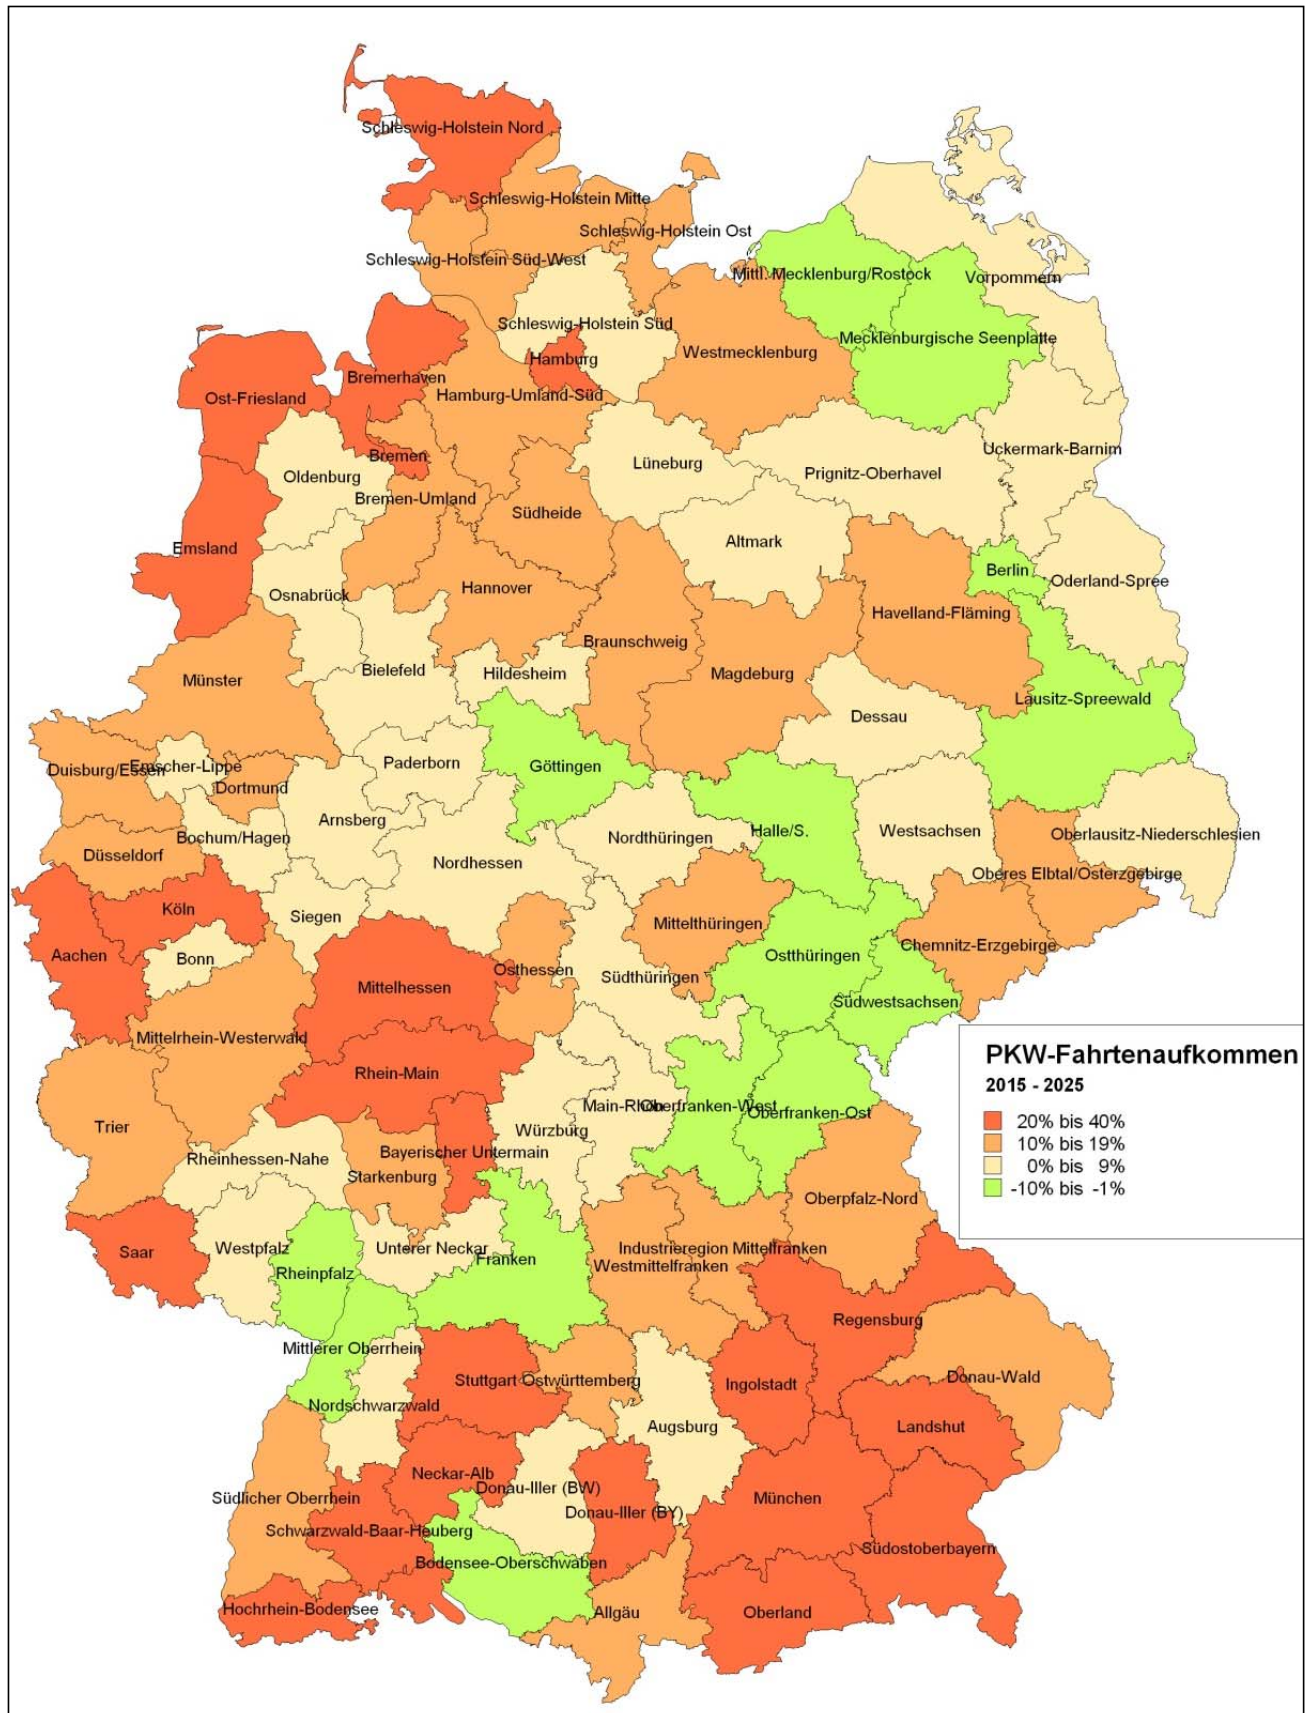 Schleswig-Holstein Nord
Schleswig-Holstein Mitte
Schleswig-Holstein Ost
Schleswig-Holstein Süd-West
Mittl. Mecklenburg/Rostock
Vorpommern
Schleswig-Holstein Süd
Mecklenburgische Seenplatte
Hamburg
Westmecklenburg
Bremerhaven
Ost-Friesland
Hamburg-Umland-Süd
Bremen
Lüneburg
Uckermark-Barnim
Oldenburg
Prignitz-Oberhavel
Bremen-Umland
Südheide
Altmark
Emsland
Berlin
Oderland-Spree
Osnabrück
Hannover
Havelland-Fläming
Braunschweig
Bielefeld
Hildesheim
Magdeburg
Münster
Lausitz-Spreewald
Dessau
Duisburg/Essen
Emscher-Lippe
Paderborn
Göttingen
Dortmund
Arnsberg
Bochum/Hagen
Nordthüringen
Halle/S.
Westsachsen
Oberlausitz-Niederschlesien
Düsseldorf
Nordhessen
Oberes Elbtal/Osterzgebirge
Köln
Siegen
Mittelthüringen
Chemnitz-Erzgebirge
Aachen
Bonn
Osthessen
Südthüringen
Ostthüringen
Mittelhessen
Südwestsachsen
Mittelrhein-Westerwald
PKW-Fahrtenaufkommen
2015 - 2025
20% bis 40%
10% bis 19%
0% bis 9%
-10% bis -1%
Rhein-Main
Main-Rhön
Oberfranken-West
Oberfranken-Ost
Trier
Würzburg
Rheinhessen-Nahe
Bayerischer Untermain
Starkenburg
Oberpfalz-Nord
Saar
Westpfalz
Unterer Neckar
Franken
Industrieregion Mittelfranken
Westmittelfranken
Rheinpfalz
Regensburg
Mittlerer Oberrhein
Stuttgart
Ostwürttemberg
Ingolstadt
Donau-Wald
Nordschwarzwald
Augsburg
Landshut
Neckar-Alb
Donau-Iller (BW)
Südlicher Oberrhein
Donau-Iller (BY)
München
Schwarzwald-Baar-Heuberg
Südostoberbayern
Bodensee-Oberschwaben
Hochrhein-Bodensee
Allgäu
Oberland